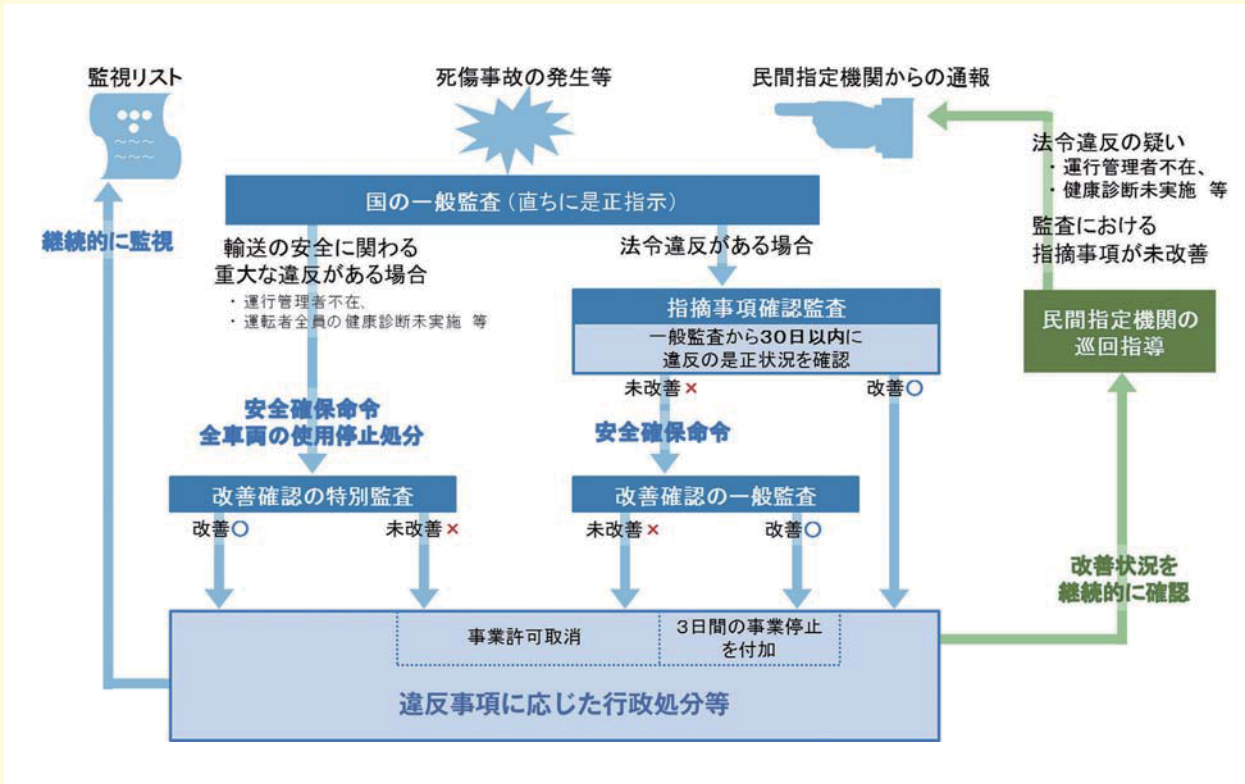 監視リスト
死傷事故の発生等
民間指定機関からの通報
法令違反の疑い
・運行管理者不在、
・健康診断未実施 等
監査における
指摘事項が未改善
国の一般監査（直ちに是正指示）
継続的に監視
輸送の安全に関わる
重大な違反がある場合
・運行管理者不在、
・運転者全員の健康診断未実施 等
法令違反がある場合
指摘事項確認監査
一般監査から30日以内に
違反の是正状況を確認
民間指定機関の
巡回指導
未改善×
改善○
安全確保命令
全車両の使用停止処分
安全確保命令
改善確認の特別監査
改善確認の一般監査
改善○
未改善×
未改善×
改善○
改善状況を
継続的に確認
事業許可取消
3日間の事業停止
を付加
違反事項に応じた行政処分等